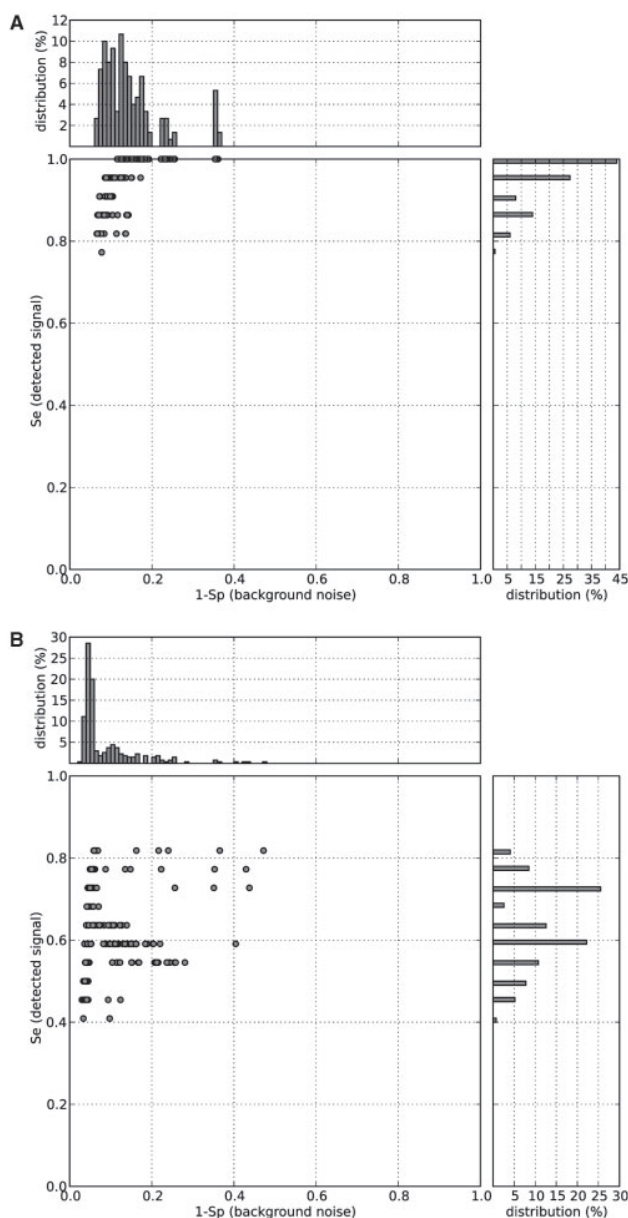 A
distribution (%)
12
10
8
6
4
2
Se (detected signal)
1.0
0.8
0.6
0.4
0.2
0.0
0.0 0.2 0.4 0.6 0.8 1.0
1-Sp (background noise)
5 15 25 35 45
distribution (%)
B
distribution (%)
30
25
20
15
10
5
Se (detected signal)
1.0
0.8
0.6
0.4
0.2
0.0
0.0 0.2 0.4 0.6 0.8 1.0
1-Sp (background noise)
5 10 15 20 25 30
distribution (%)